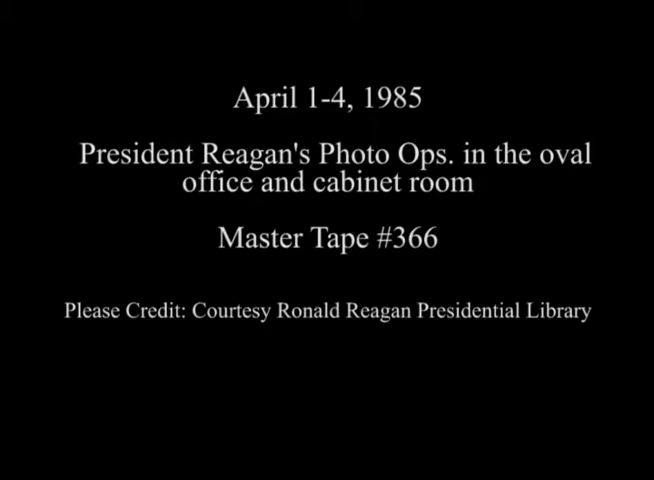 April 1-4, 1985
President Reagan's Photo Ops. in the oval
office and cabinet room
Master Tape #366
Please Credit: Courtesy Ronald Reagan Presidential Library